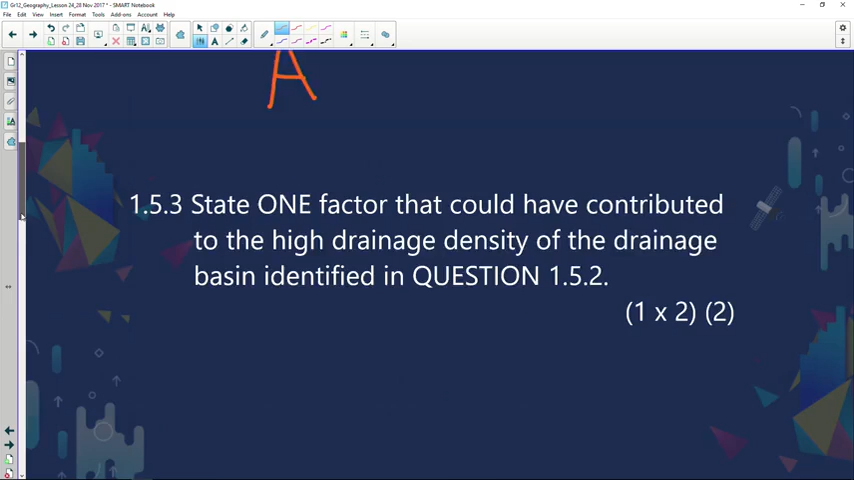 Gr12_Geography_Lesson 24_28 Nov 2017 * - SMART Notebook
File Edit View Insert Format Tools Add-ons Account Help
A
1.5.3 State ONE factor that could have contributed
to the high drainage density of the drainage
basin identified in QUESTION 1.5.2.
(1 x 2) (2)